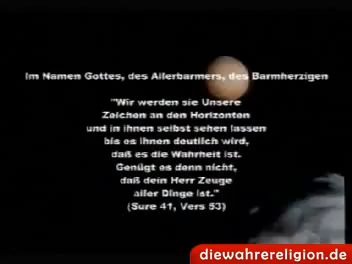 Im Namen Gottes, des Allerbarmers, des Barmherzigen
"Wir werden sie Unsere
Zeichen an den Horizonten
und in ihnen selbst sehen lassen
bis es ihnen deutlich wird,
daß es die Wahrheit ist.
Genügt es denn nicht,
daß dein Herr Zeuge
aller Dinge ist."
(Sure 41, Vers 53)
diewahrereligion.de